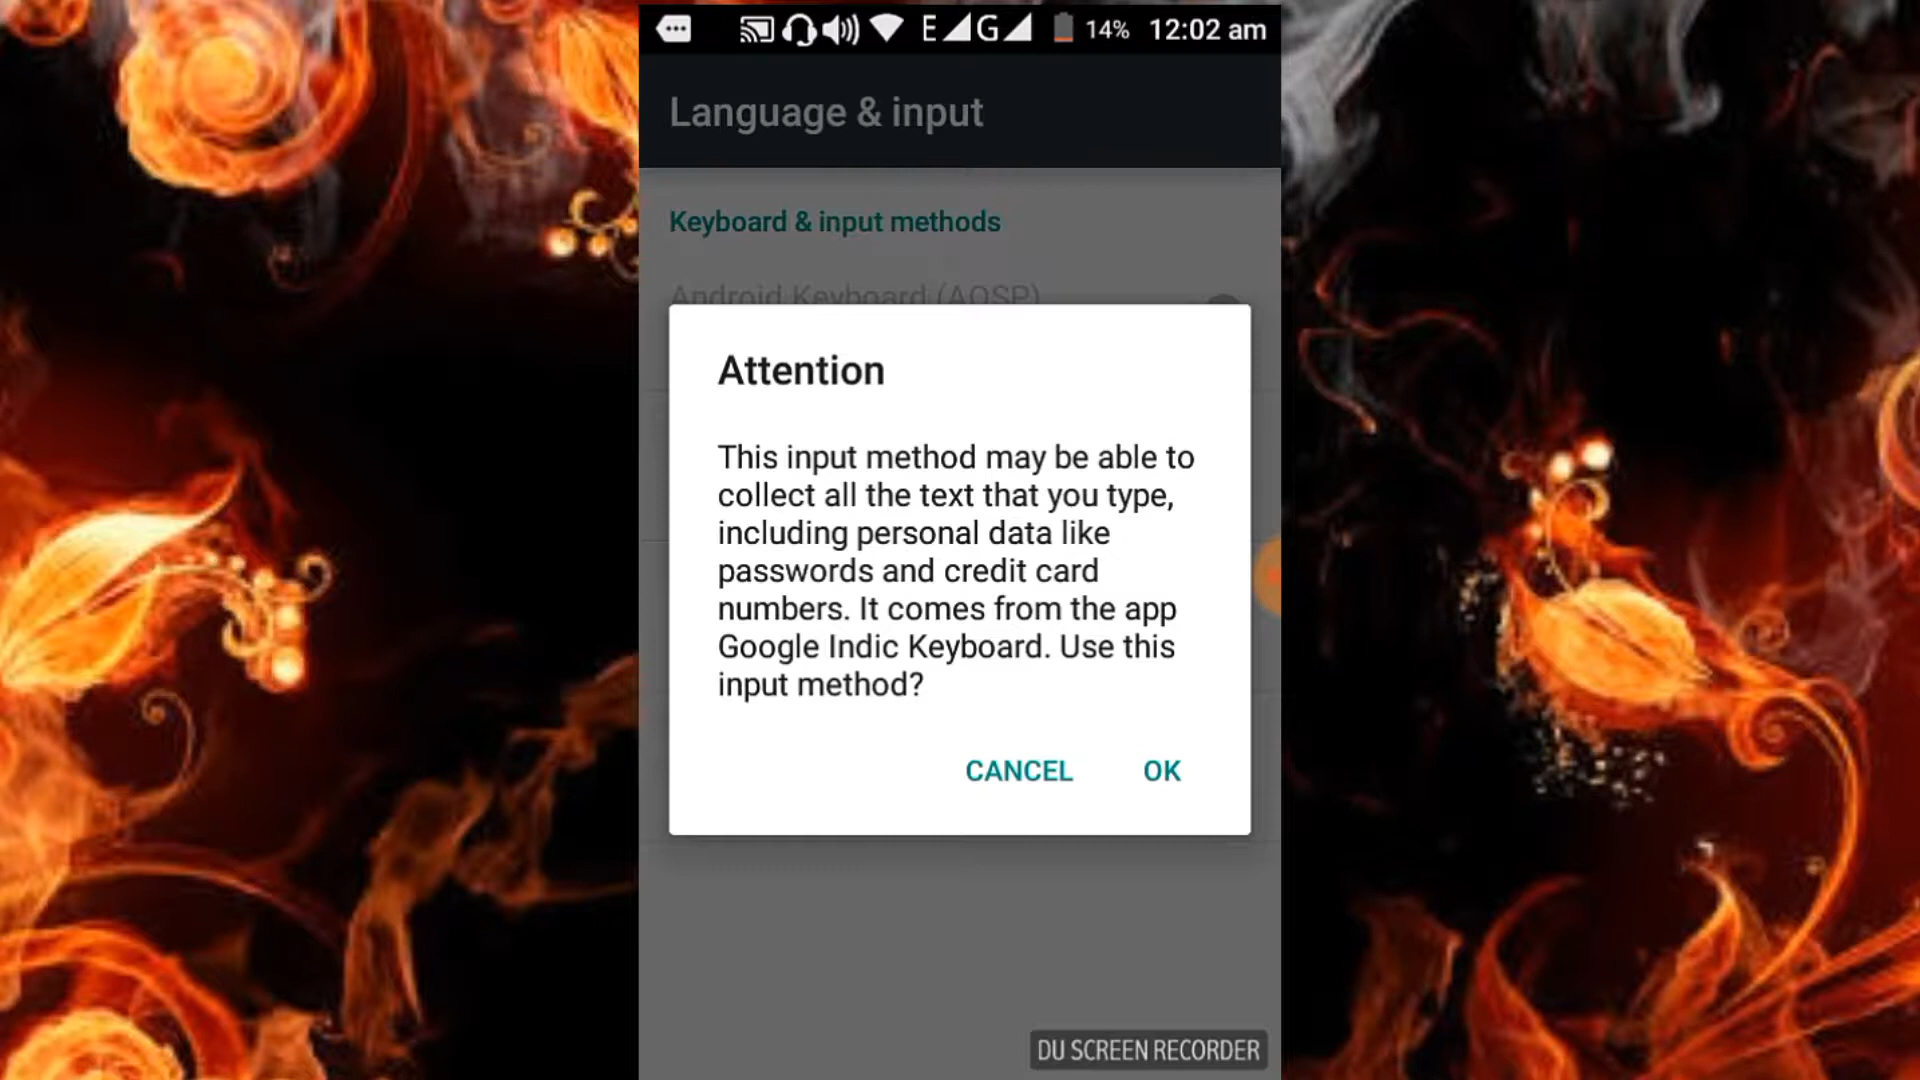 E G 14% 12:02 am
Language & input
Keyboard & input methods
Android Keyboard (AOSP)
Attention
This input method may be able to
collect all the text that you type,
including personal data like
passwords and credit card
numbers. It comes from the app
Google Indic Keyboard. Use this
input method?
CANCEL OK
DU SCREEN RECORDER